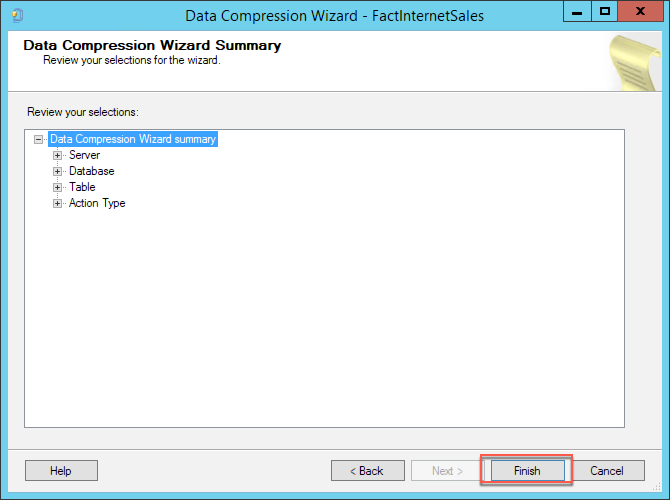 Data Compression Wizard - FactInternetSales
Data Compression Wizard Summary
Review your selections for the wizard.
Review your selections:
Data Compression Wizard summary
Server
Database
Table
Action Type
Help
< Back
Next >
Finish
Cancel